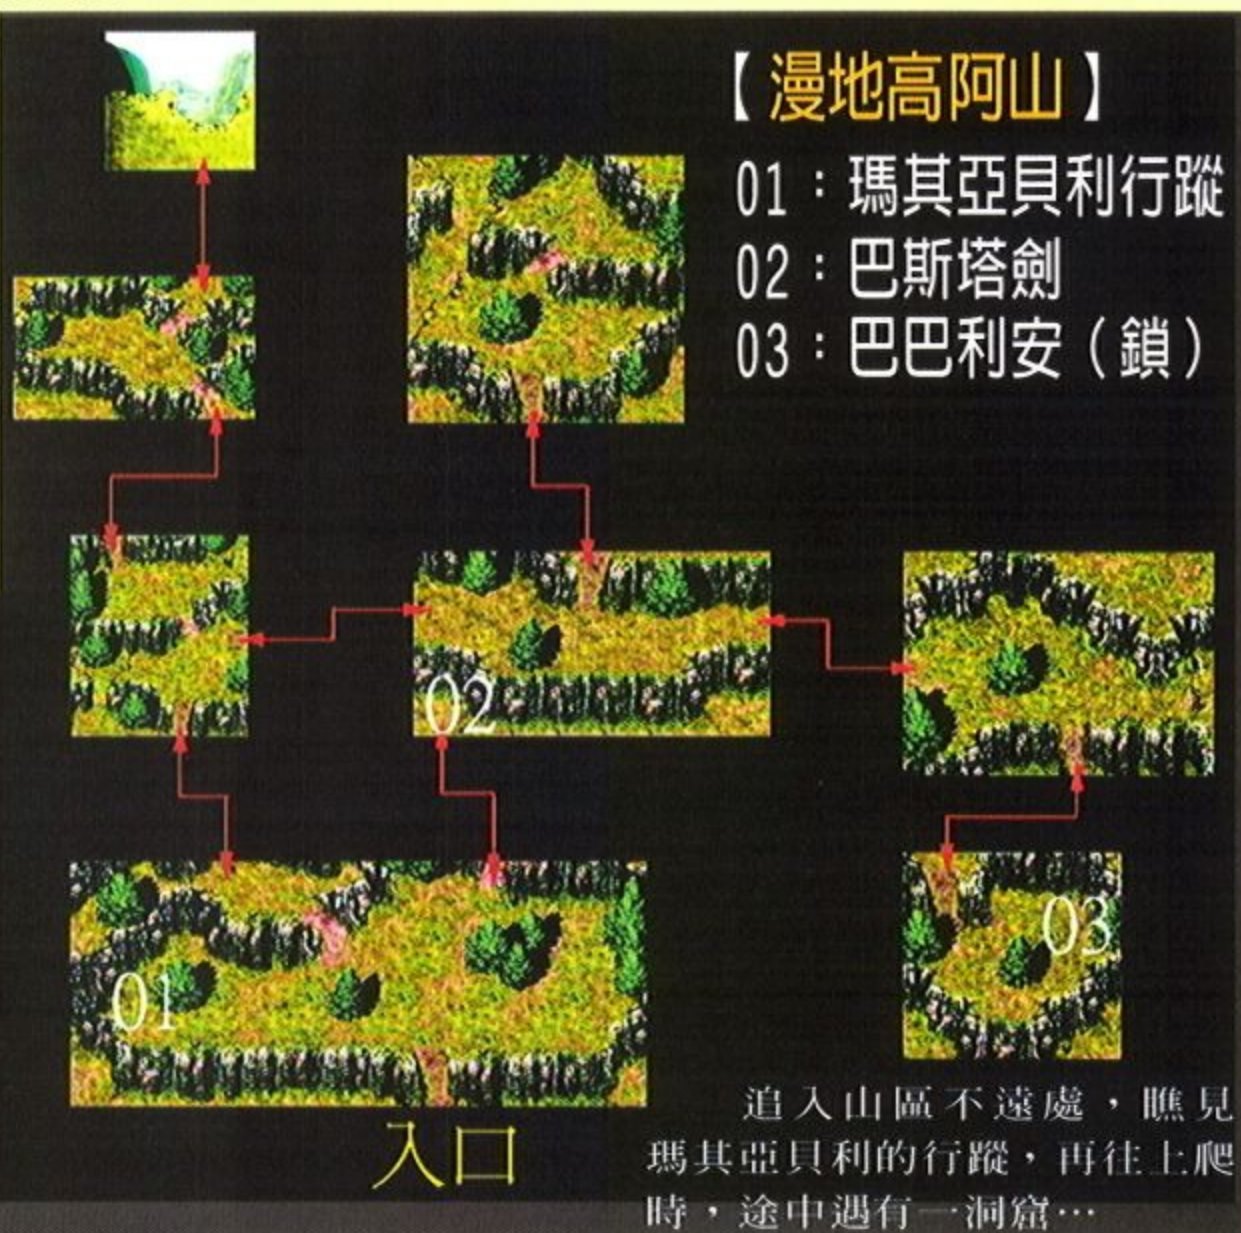 【漫地高阿山】
01：瑪其亞貝利行蹤
02：巴斯塔劍
03：巴巴利安（鎖）
02
03
01
入口
追入山區不遠處，瞧見
瑪其亞貝利的行蹤，再往上爬
時，途中遇有一洞窟…